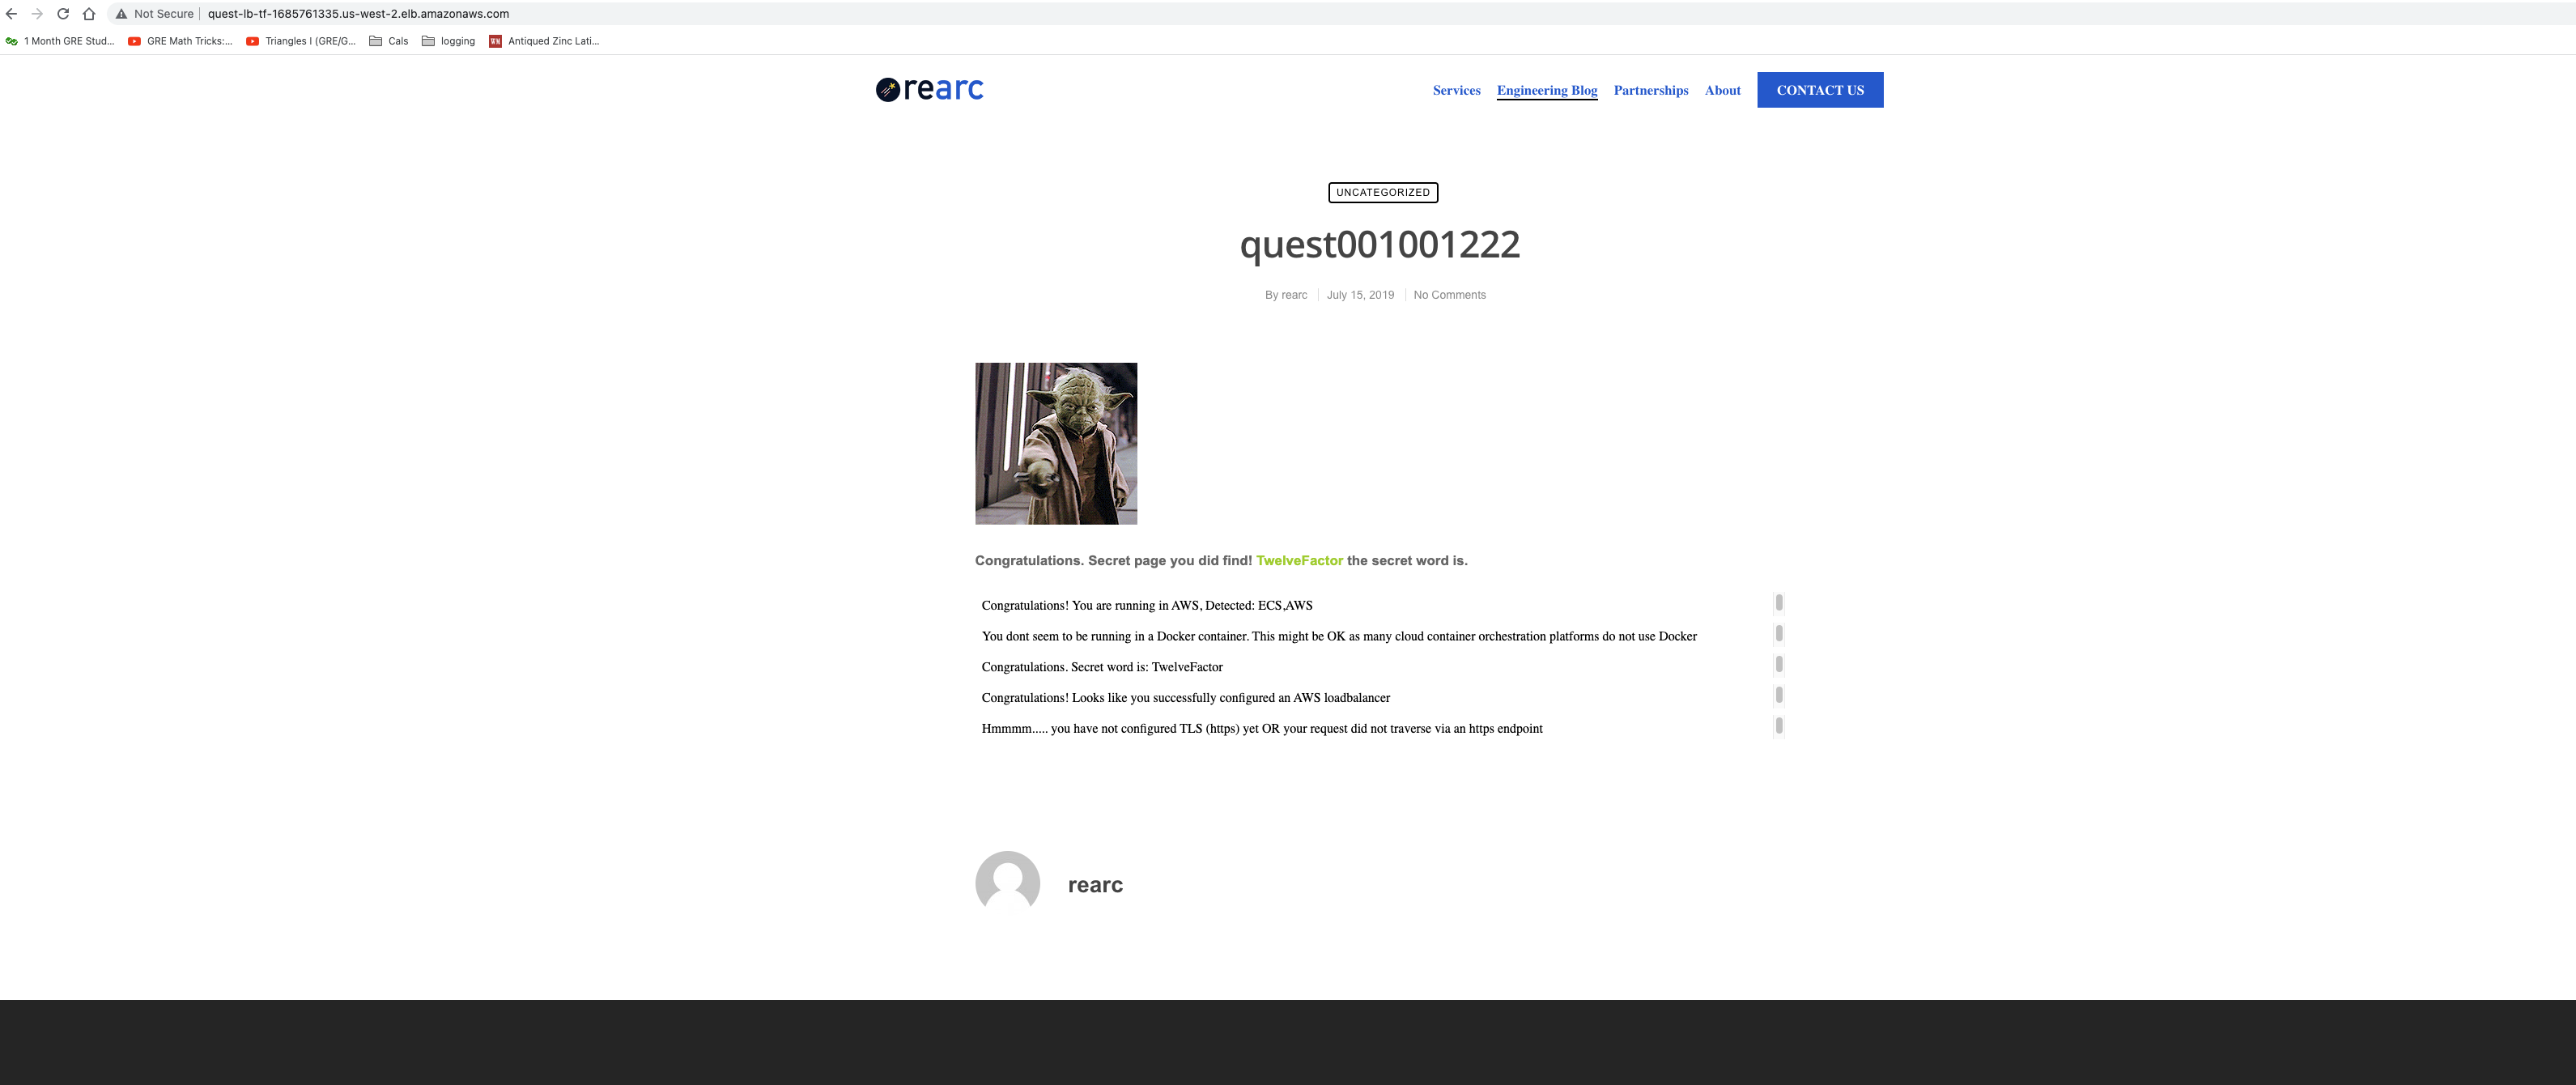 Not Secure | quest-lb-tf-1685761335.us-west-2.elb.amazonaws.com
1 Month GRE Stud... GRE Math Tricks:... Triangles I (GRE/G... Cals logging WM Antiqued Zinc Lati...
rearc Services Engineering Blog Partnerships About CONTACT US
UNCATEGORIZED
quest001001222
By rearc July 15, 2019 No Comments
Congratulations. Secret page you did find! TwelveFactor the secret word is.
Congratulations! You are running in AWS, Detected: ECS,AWS
You dont seem to be running in a Docker container. This might be OK as many cloud container orchestration platforms do not use Docker
Congratulations. Secret word is: TwelveFactor
Congratulations! Looks like you successfully configured an AWS loadbalancer
Hmmmm..... you have not configured TLS (https) yet OR your request did not traverse via an https endpoint
rearc